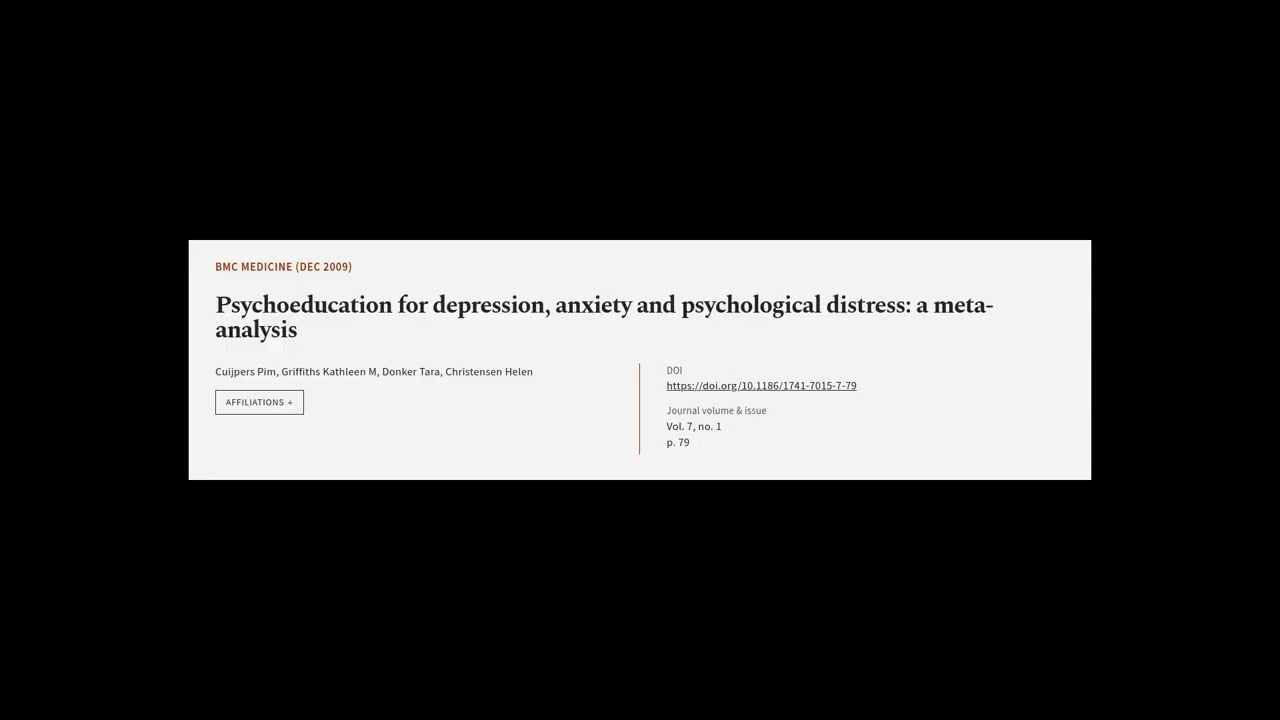 BMC MEDICINE (DEC 2009)
Psychoeducation for depression, anxiety and psychological distress: a meta-
analysis
Cuijpers Pim, Griffiths Kathleen M, Donker Tara, Christensen Helen
AFFILIATIONS +
DOI
https://doi.org/10.1186/1741-7015-7-79
Journal volume & issue
Vol. 7, no. 1
p. 79